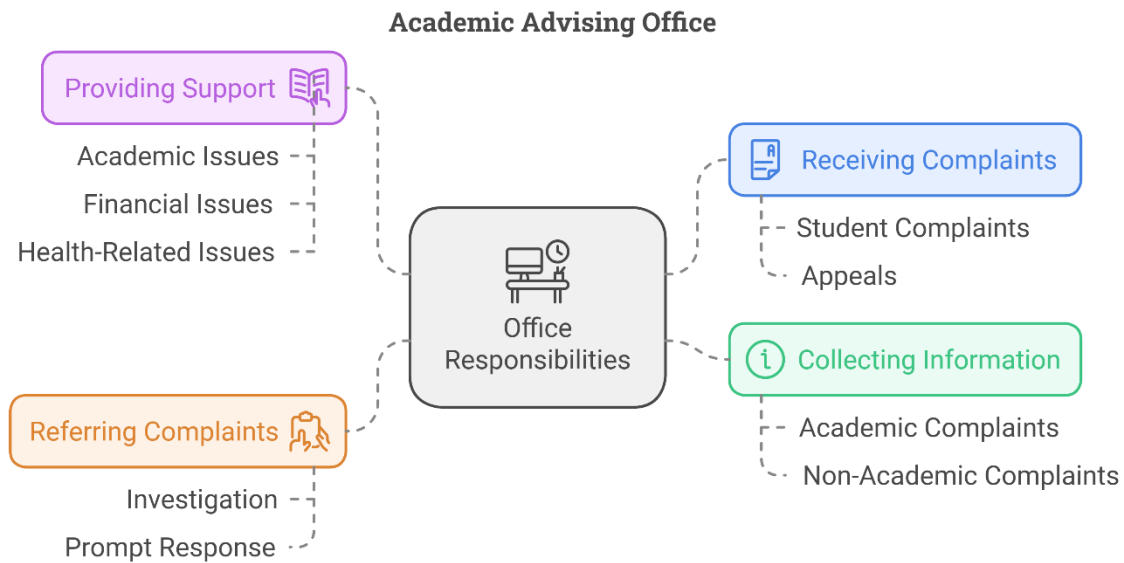 Academic Advising Office
Providing Support
Academic Issues
Financial Issues
Health-Related Issues
Receiving Complaints
Student Complaints
Appeals
Office
Responsibilities
Referring Complaints
Investigation
Prompt Response
Collecting Information
Academic Complaints
Non-Academic Complaints